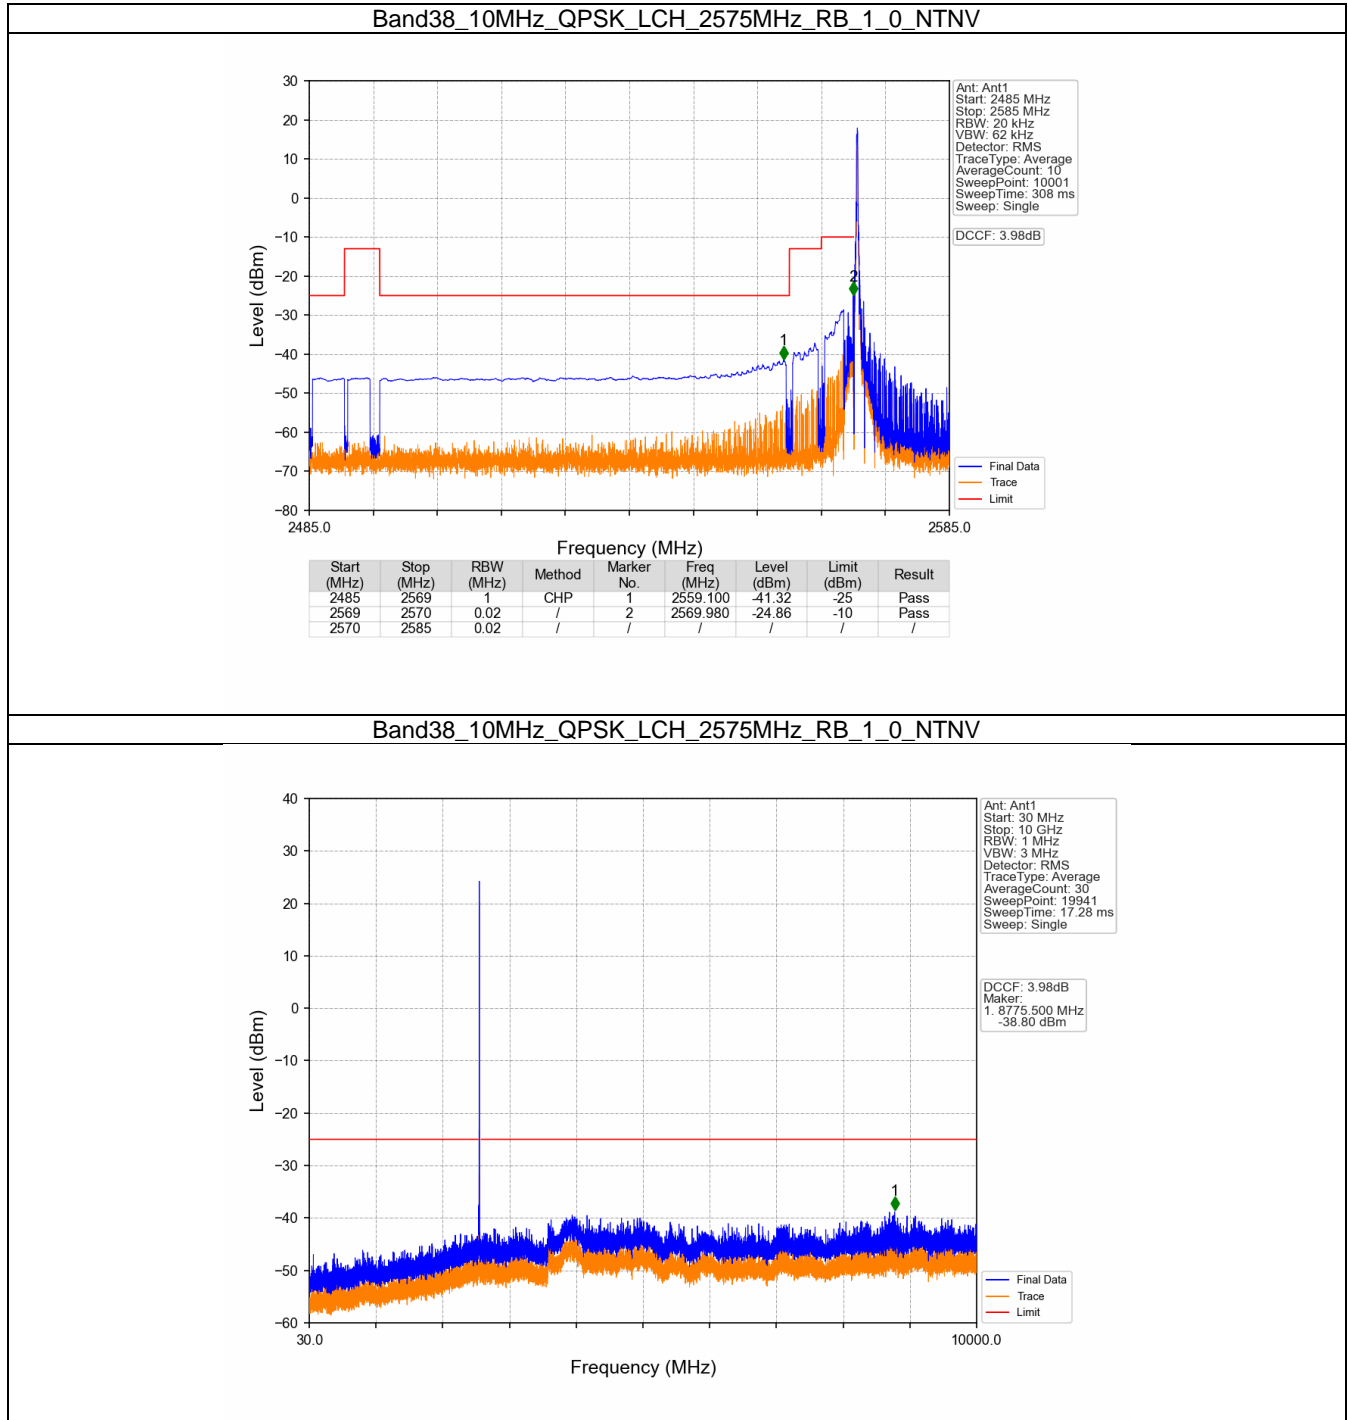 Band38_10MHz_QPSK_LCH_2575MHz_RB_1_0_NTNV
30
20
10
0
−10
−20
−30
−40
−50
−60
−70
−80
Level (dBm)
1
2
2485.0
2585.0
Frequency (MHz)
Ant: Ant1
Start: 2485 MHz
Stop: 2585 MHz
RBW: 20 kHz
VBW: 62 kHz
Detector: RMS
TraceType: Average
AverageCount: 10
SweepPoint: 10001
SweepTime: 308 ms
Sweep: Single
DCCF: 3.98dB
Final Data
Trace
Limit
Start (MHz) Stop (MHz) RBW (MHz) Method Marker No. Freq (MHz) Level (dBm) Limit (dBm) Result
2485 2569 1 CHP 1 2559.100 -41.32 -25 Pass
2569 2570 0.02 / 2 2569.980 -24.86 -10 Pass
2570 2585 0.02 / / / / / /
Band38_10MHz_QPSK_LCH_2575MHz_RB_1_0_NTNV
40
30
20
10
0
−10
−20
−30
−40
−50
−60
Level (dBm)
1
30.0
10000.0
Frequency (MHz)
Ant: Ant1
Start: 30 MHz
Stop: 10 GHz
RBW: 1 MHz
VBW: 3 MHz
Detector: RMS
TraceType: Average
AverageCount: 30
SweepPoint: 19941
SweepTime: 17.28 ms
Sweep: Single
DCCF: 3.98dB
Maker:
1. 8775.500 MHz
-38.80 dBm
Final Data
Trace
Limit